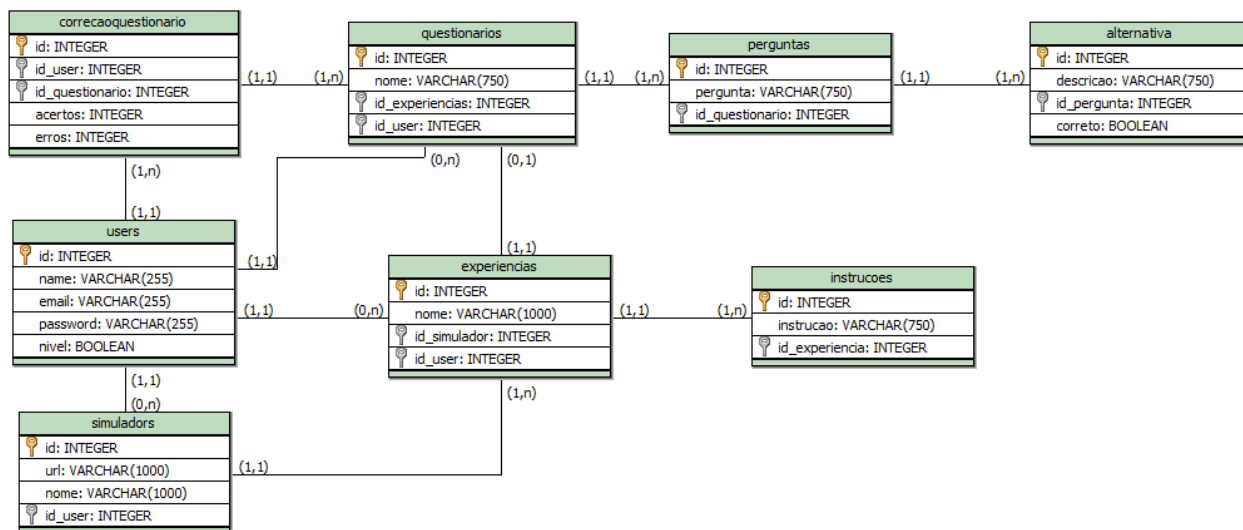 correcaoquestionario
id: INTEGER
id_user: INTEGER
id_questionario: INTEGER
acertos: INTEGER
erros: INTEGER
(1,1)
(1,n)
questionarios
id: INTEGER
nome: VARCHAR(750)
id_experiencias: INTEGER
id_user: INTEGER
(1,1)
(1,n)
perguntas
id: INTEGER
pergunta: VARCHAR(750)
id_questionario: INTEGER
(1,1)
(1,n)
alternativa
id: INTEGER
descricao: VARCHAR(750)
id_pergunta: INTEGER
correto: BOOLEAN
(1,n)
(1,1)
(0,n)
(0,1)
(1,1)
(1,1)
users
id: INTEGER
name: VARCHAR(255)
email: VARCHAR(255)
password: VARCHAR(255)
nivel: BOOLEAN
(1,1)
(0,n)
experiencias
id: INTEGER
nome: VARCHAR(1000)
id_simulador: INTEGER
id_user: INTEGER
(1,1)
(1,n)
instrucoes
id: INTEGER
instrucao: VARCHAR(750)
id_experiencia: INTEGER
(1,1)
(0,n)
(1,n)
(1,1)
simuladors
id: INTEGER
url: VARCHAR(1000)
nome: VARCHAR(1000)
id_user: INTEGER